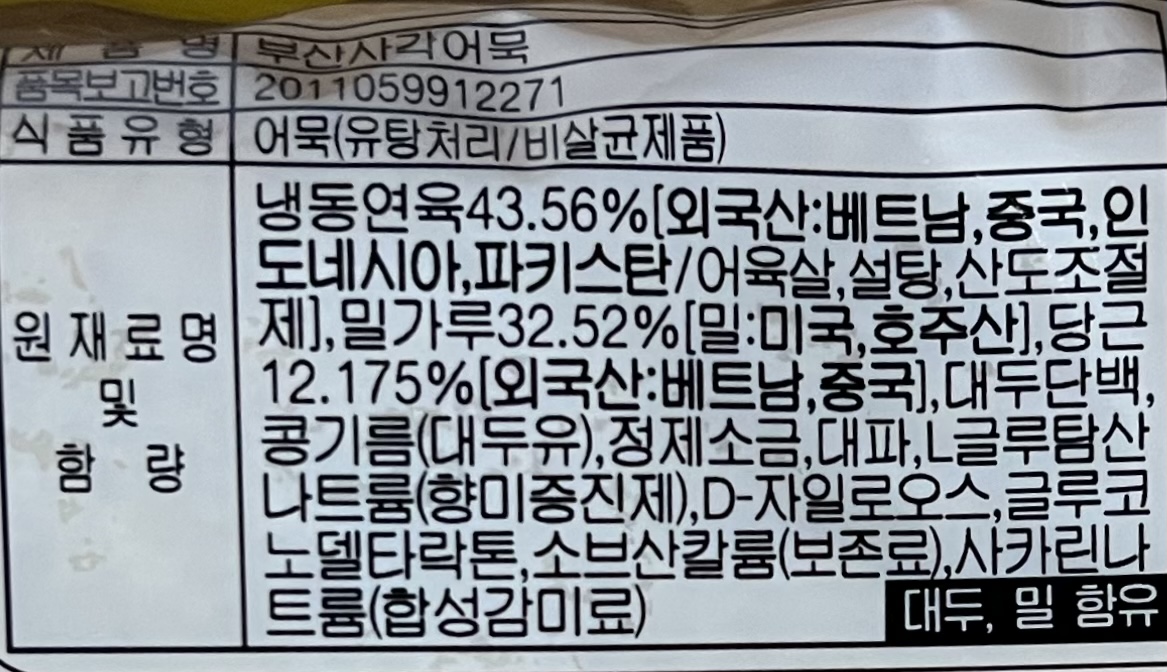 제 품 명 부산사각어묵
품목보고번호 2011059912271
식 품 유 형 어묵(유탕처리/비살균제품)
원 재 료 명
및
함 량
냉동연육43.56%[외국산:베트남,중국,인
도네시아,파키스탄/어육살,설탕,산도조절
제],밀가루32.52%[밀:미국,호주산],당근
12.175%[외국산:베트남,중국],대두단백,
콩기름(대두유),정제소금,대파,L글루탐산
나트륨(향미증진제),D-자일로오스,글루코
노델타락톤,소브산칼륨(보존료),사카린나
트륨(합성감미료)
대두, 밀 함유